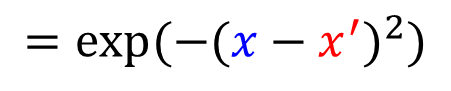 = exp(−(x − x′)²)